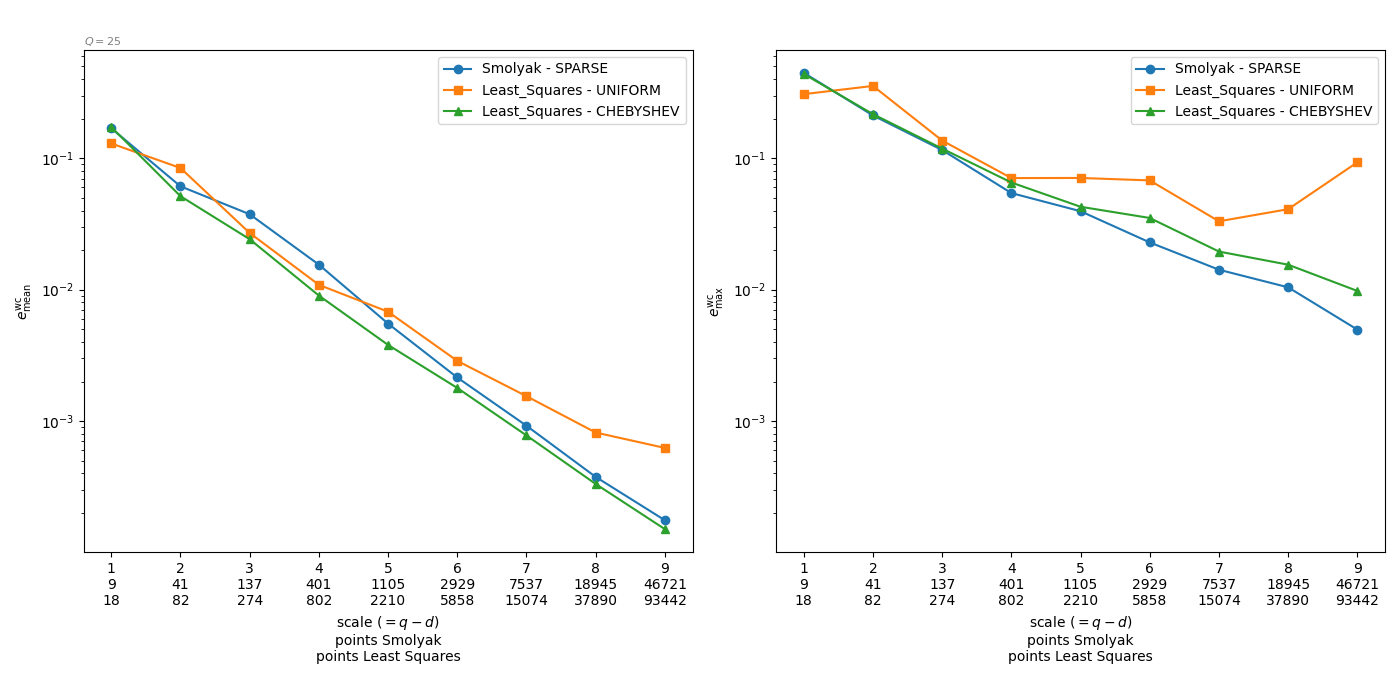 Q = 25
Smolyak - SPARSE
Least_Squares - UNIFORM
Least_Squares - CHEBYSHEV
10⁻¹
10⁻²
10⁻³
e^wc_mean
1 2 3 4 5 6 7 8 9
9 41 137 401 1105 2929 7537 18945 46721
18 82 274 802 2210 5858 15074 37890 93442
scale (= q − d)
points Smolyak
points Least Squares
Smolyak - SPARSE
Least_Squares - UNIFORM
Least_Squares - CHEBYSHEV
10⁻¹
10⁻²
10⁻³
e^wc_max
1 2 3 4 5 6 7 8 9
9 41 137 401 1105 2929 7537 18945 46721
18 82 274 802 2210 5858 15074 37890 93442
scale (= q − d)
points Smolyak
points Least Squares